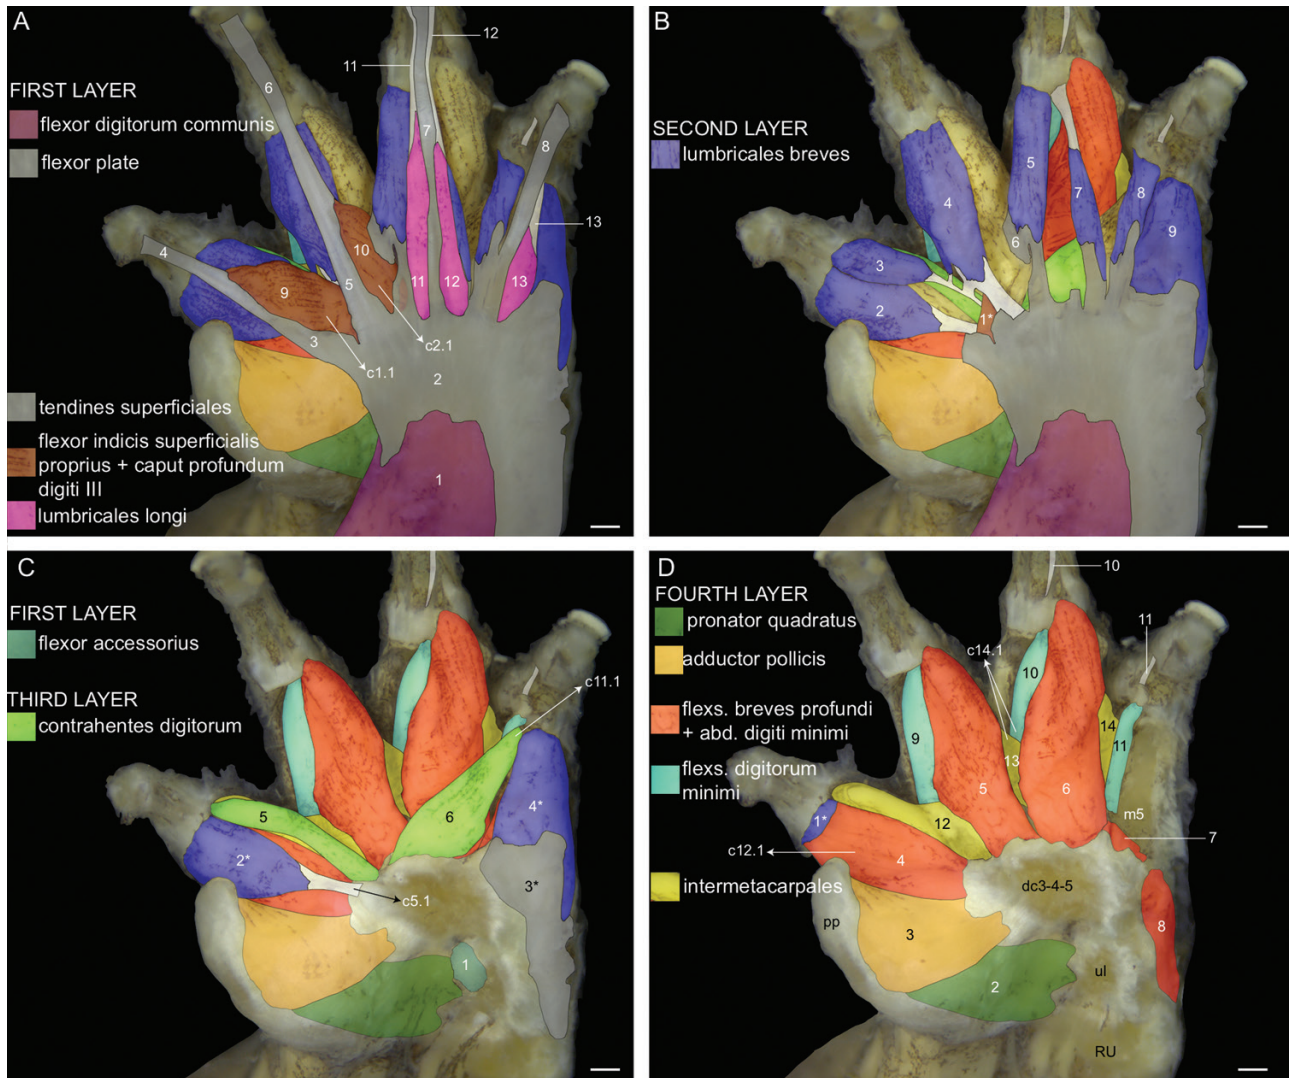 A
FIRST LAYER
flexor digitorum communis
flexor plate
tendines superficiales
flexor indicis superficialis
proprius + caput profundum
digiti III
lumbricales longi
12
11
6
7
8
13
4
10
5
9
11
12
13
3
c2.1
c1.1
2
1
B
SECOND LAYER
lumbricales breves
5
4
7
8
9
6
3
2
1*
C
FIRST LAYER
flexor accessorius
THIRD LAYER
contrahentes digitorum
c11.1
5
6
4*
2*
3*
c5.1
1
D
FOURTH LAYER
pronator quadratus
adductor pollicis
flexs. breves profundi
+ abd. digiti minimi
flexs. digitorum
minimi
intermetacarpales
10
11
c14.1
10
9
14
11
13
5
6
m5
1*
12
7
c12.1
4
dc3-4-5
pp
3
8
ul
2
RU